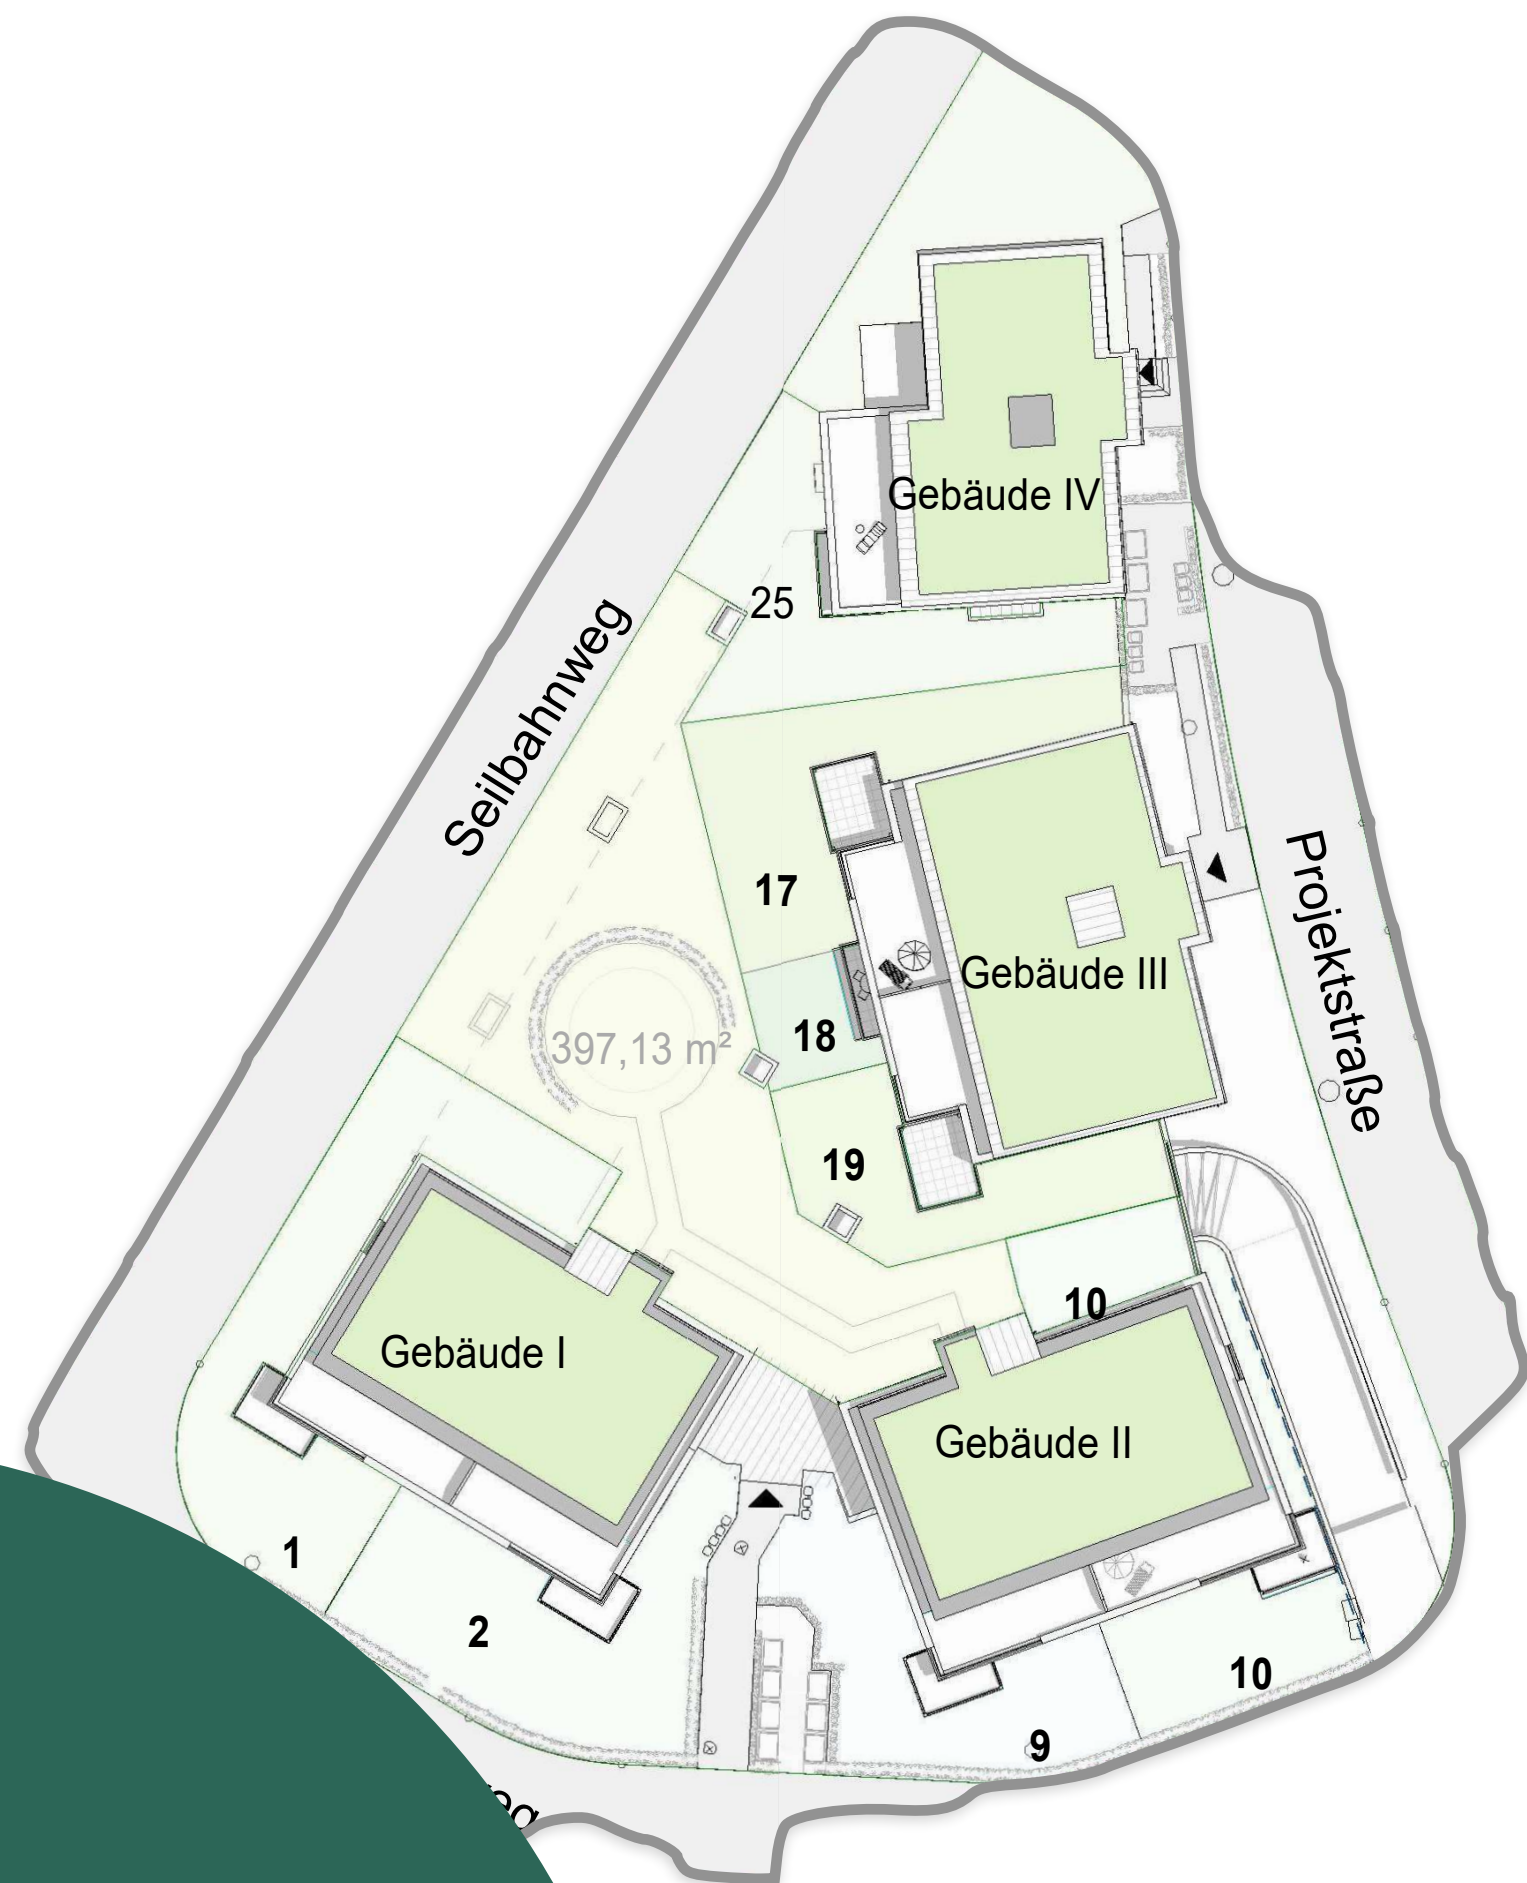 Gebäude IV
25
Seilbahnweg
17
Projektstraße
Gebäude III
18
397,13 m²
19
10
Gebäude I
Gebäude II
1
2
10
9